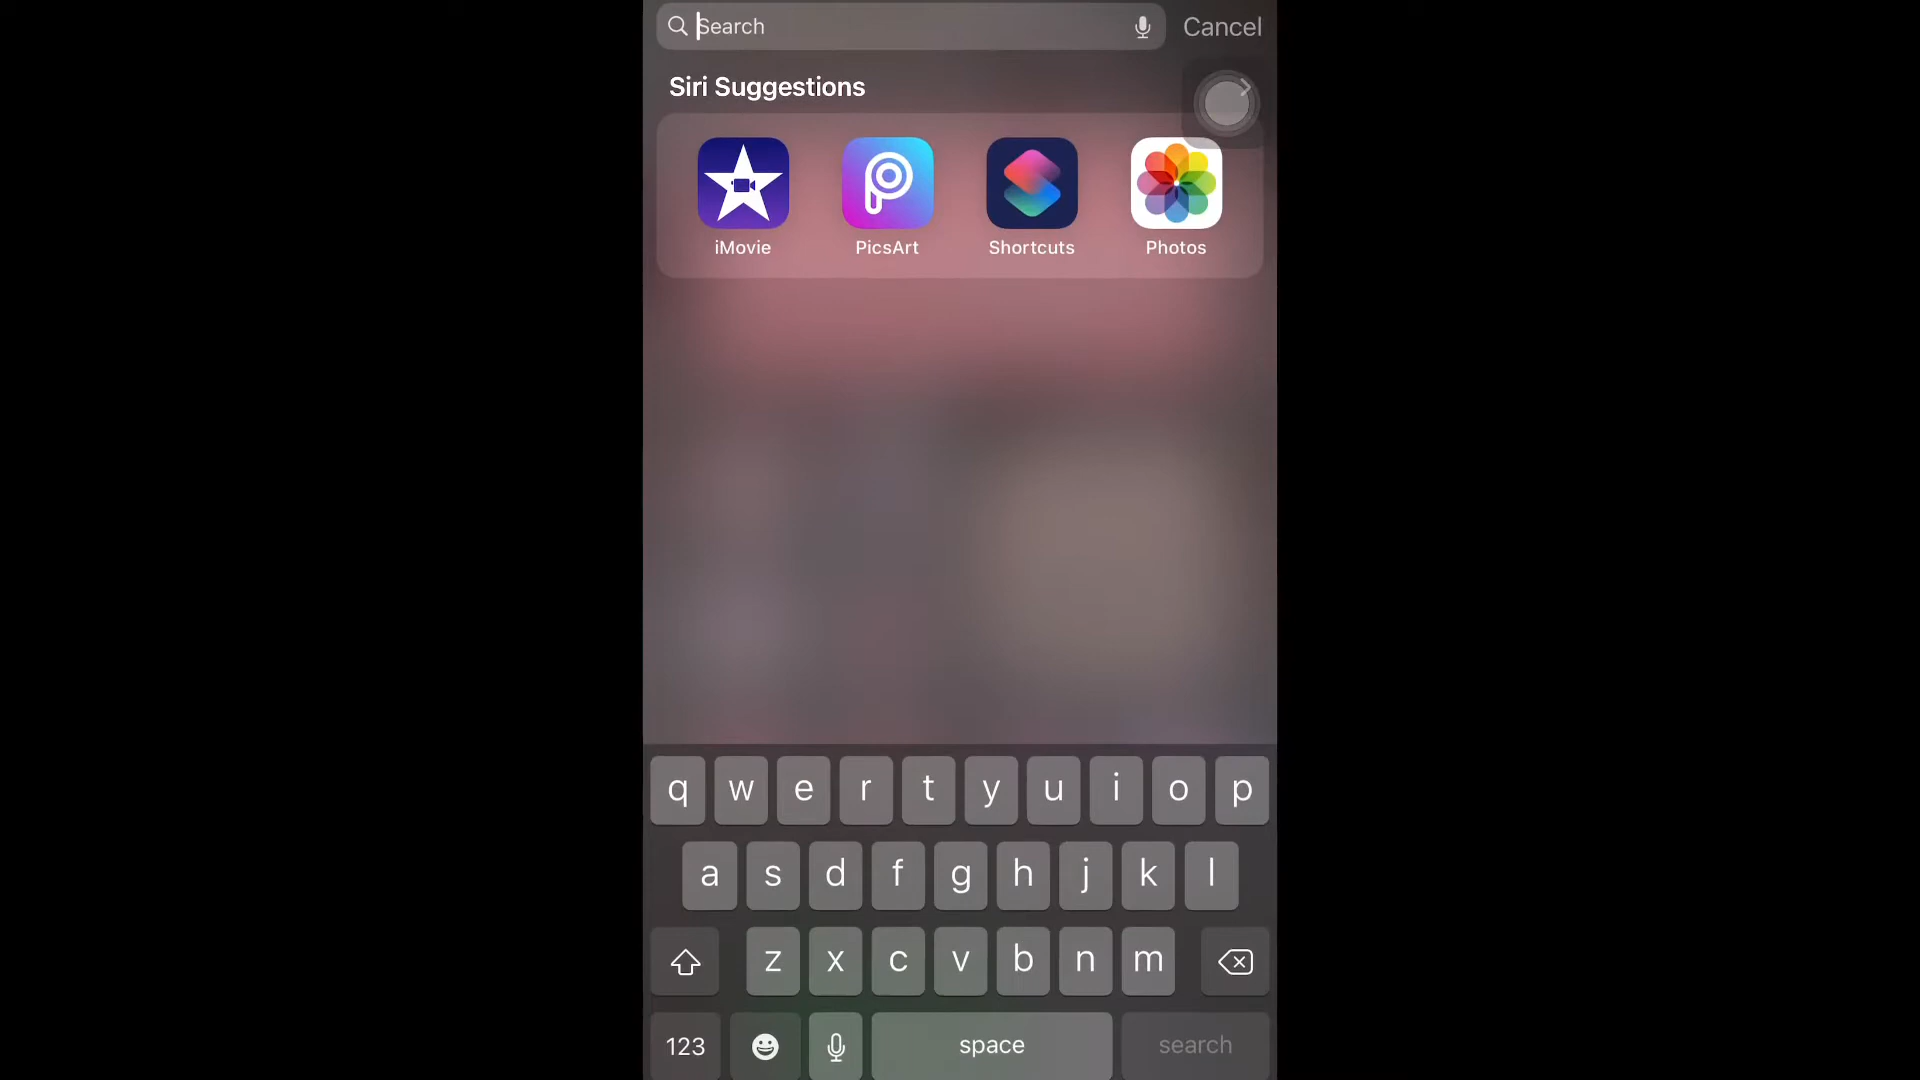 Search
Cancel
Siri Suggestions
iMovie PicsArt Shortcuts Photos
q w e r t y u i o p
a s d f g h j k l
z x c v b n m
123 space search